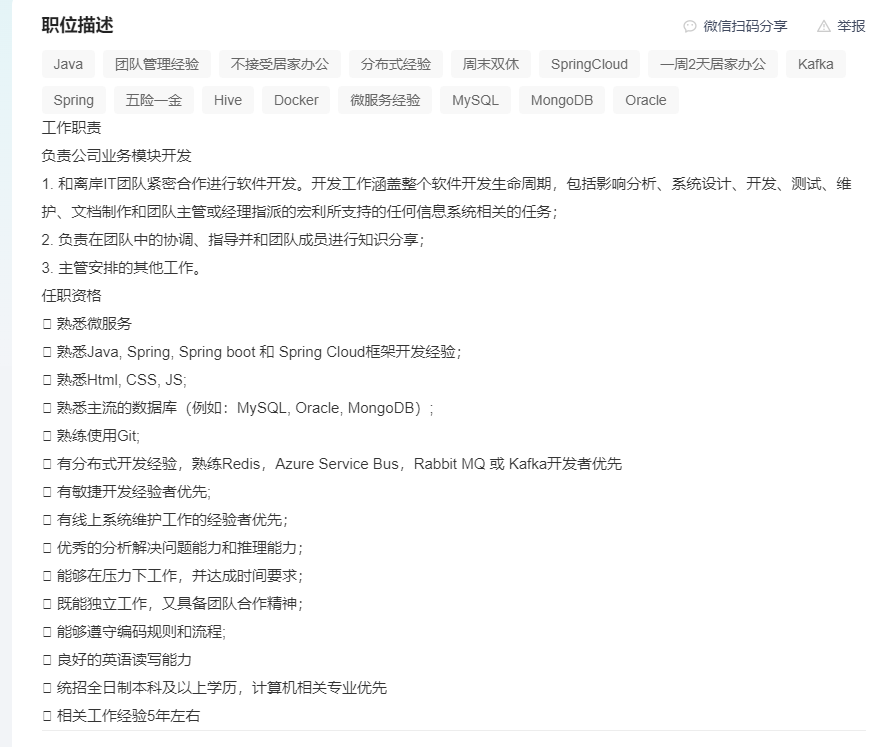 职位描述
微信扫码分享
举报
Java 团队管理经验 不接受居家办公 分布式经验 周末双休 SpringCloud 一周2天居家办公 Kafka
Spring 五险一金 Hive Docker 微服务经验 MySQL MongoDB Oracle
工作职责
负责公司业务模块开发
1. 和离岸IT团队紧密合作进行软件开发。开发工作涵盖整个软件开发生命周期，包括影响分析、系统设计、开发、测试、维
护、文档制作和团队主管或经理指派的宏利所支持的任何信息系统相关的任务；
2. 负责在团队中的协调、指导并和团队成员进行知识分享；
3. 主管安排的其他工作。
任职资格
熟悉微服务
熟悉Java, Spring, Spring boot 和 Spring Cloud框架开发经验；
熟悉Html, CSS, JS;
熟悉主流的数据库（例如：MySQL, Oracle, MongoDB）；
熟练使用Git;
有分布式开发经验，熟练Redis，Azure Service Bus，Rabbit MQ 或 Kafka开发者优先
有敏捷开发经验者优先;
有线上系统维护工作的经验者优先；
优秀的分析解决问题能力和推理能力；
能够在压力下工作，并达成时间要求；
既能独立工作，又具备团队合作精神；
能够遵守编码规则和流程;
良好的英语读写能力
统招全日制本科及以上学历，计算机相关专业优先
相关工作经验5年左右